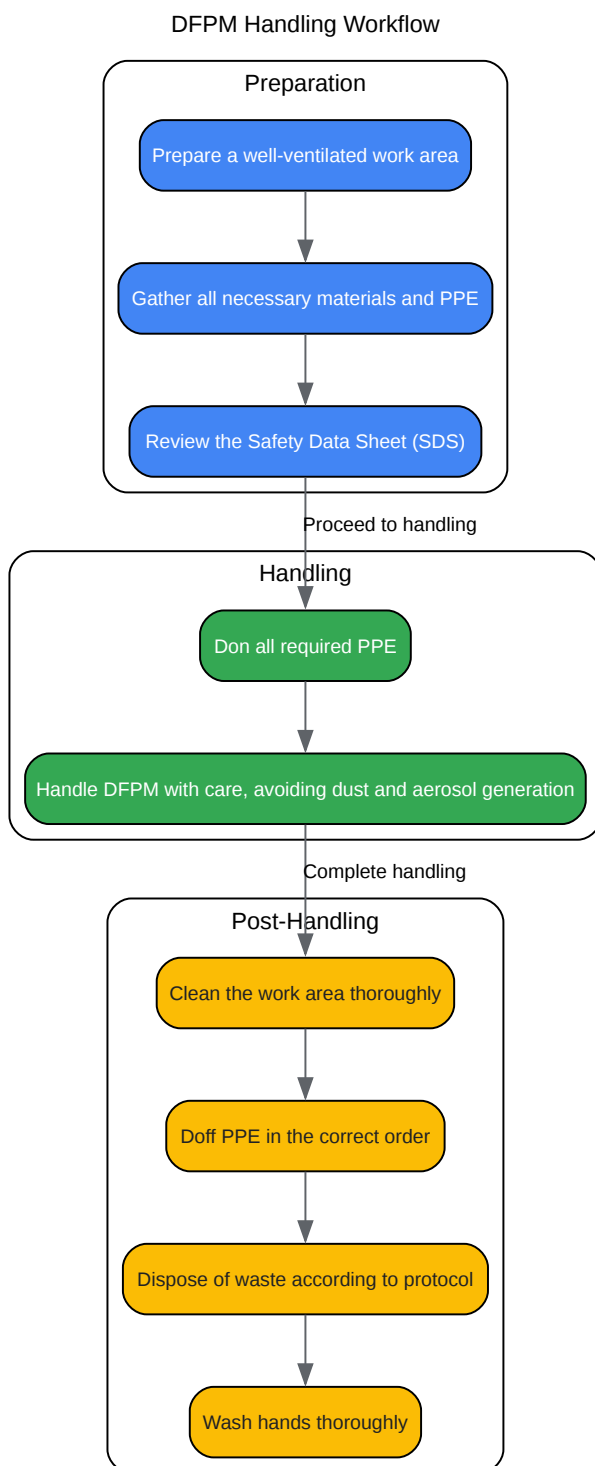 DFPM Handling Workflow
Preparation
Prepare a well-ventilated work area
Gather all necessary materials and PPE
Review the Safety Data Sheet (SDS)
Proceed to handling
Handling
Don all required PPE
Handle DFPM with care, avoiding dust and aerosol generation
Complete handling
Post-Handling
Clean the work area thoroughly
Doff PPE in the correct order
Dispose of waste according to protocol
Wash hands thoroughly